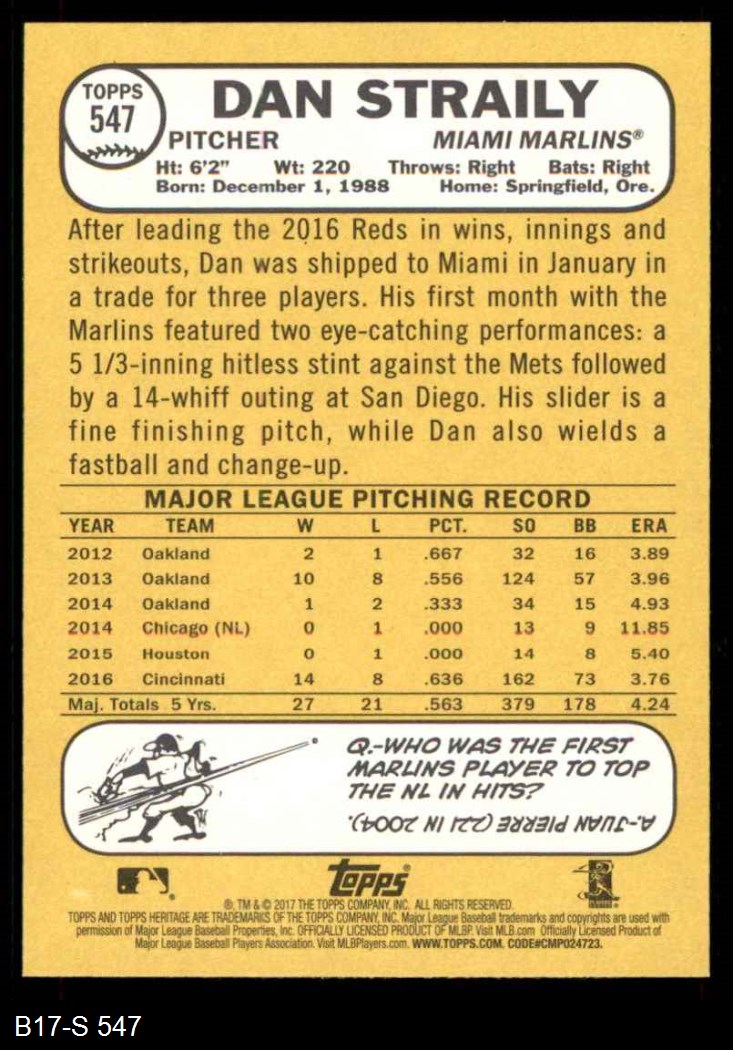 TOPPS
547
DAN STRAILY
PITCHER MIAMI MARLINS®
Ht: 6'2" Wt: 220 Throws: Right Bats: Right
Born: December 1, 1988 Home: Springfield, Ore.
After leading the 2016 Reds in wins, innings and
strikeouts, Dan was shipped to Miami in January in
a trade for three players. His first month with the
Marlins featured two eye-catching performances: a
5 1/3-inning hitless stint against the Mets followed
by a 14-whiff outing at San Diego. His slider is a
fine finishing pitch, while Dan also wields a
fastball and change-up.
MAJOR LEAGUE PITCHING RECORD
YEAR TEAM W L PCT. SO BB ERA
2012 Oakland 2 1 .667 32 16 3.89
2013 Oakland 10 8 .556 124 57 3.96
2014 Oakland 1 2 .333 34 15 4.93
2014 Chicago (NL) 0 1 .000 13 9 11.85
2015 Houston 0 1 .000 14 8 5.40
2016 Cincinnati 14 8 .636 162 73 3.76
Maj. Totals 5 Yrs. 27 21 .563 379 178 4.24
Q.-WHO WAS THE FIRST
MARLINS PLAYER TO TOP
THE NL IN HITS?
A.-JUAN PIERRE (221 IN 2004).
topps®
®, TM & © 2017 THE TOPPS COMPANY, INC. ALL RIGHTS RESERVED.
TOPPS AND TOPPS HERITAGE ARE TRADEMARKS OF THE TOPPS COMPANY, INC. Major League Baseball trademarks and copyrights are used with
permission of Major League Baseball Properties, Inc. OFFICIALLY LICENSED PRODUCT OF MLBP. Visit MLB.com Officially Licensed Product of
Major League Baseball Players Association. Visit MLBPlayers.com. WWW.TOPPS.COM. CODE#CMP024723.
B17-S 547